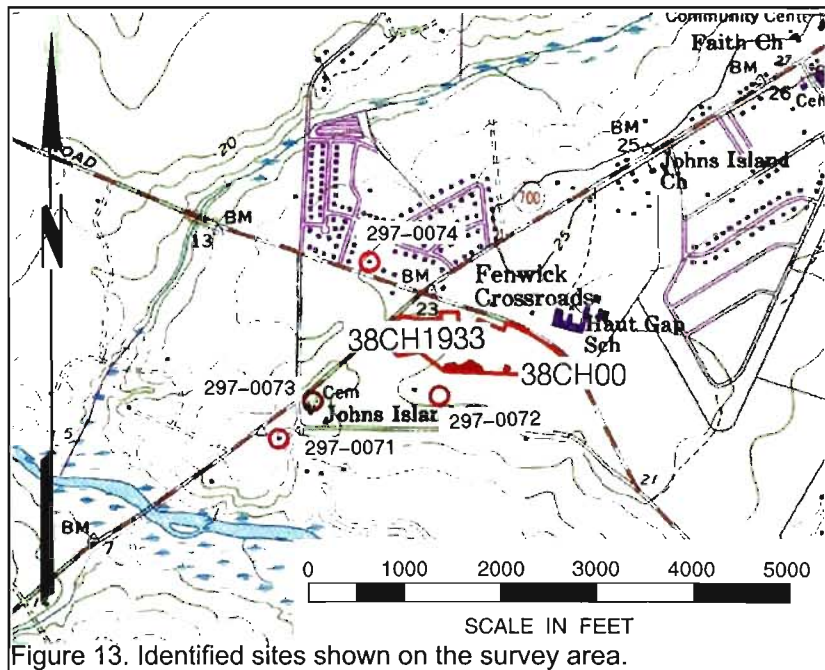 Community Cente
Faith Ch
BM
27
26
Cem
BM
25
Johns Island
Ch
20
ROAD
700
25
BM
13
N
297-0074
BM
Fenwick
Crossroads
23
Haut Gap
Sch
38CH1933
38CH00
297-0073
Cem
Johns Islan
297-0072
297-0071
5
21
BM
7
0 1000 2000 3000 4000 5000
SCALE IN FEET
Figure 13. Identified sites shown on the survey area.